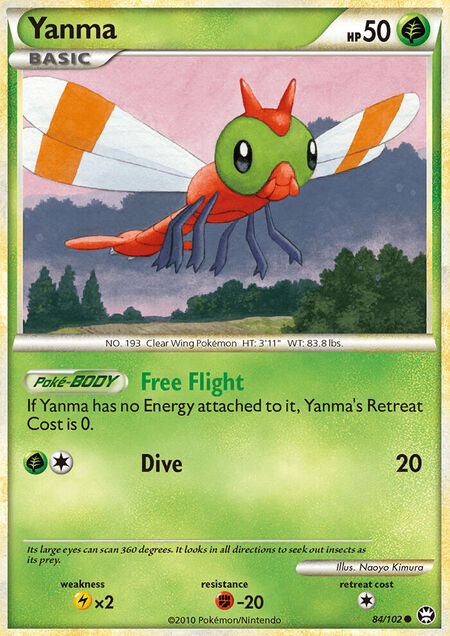 Yanma
HP 50
BASIC
NO. 193 Clear Wing Pokémon HT: 3'11" WT: 83.8 lbs.
Poké-BODY Free Flight
If Yanma has no Energy attached to it, Yanma's Retreat
Cost is 0.
Dive 20
Its large eyes can scan 360 degrees. It looks in all directions to seek out insects as
its prey.
Illus. Naoyo Kimura
weakness resistance retreat cost
×2 -20
©2010 Pokémon/Nintendo 84/102